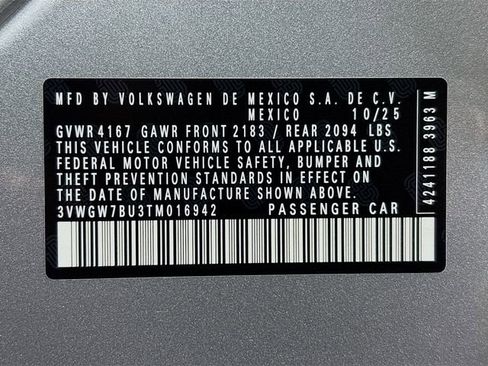 MFD BY VOLKSWAGEN DE MEXICO S.A. DE C.V.
MEXICO 10/25
GVWR 4167 GAWR FRONT 2183 / REAR 2094 LBS
THIS VEHICLE CONFORMS TO ALL APPLICABLE U.S.
FEDERAL MOTOR VEHICLE SAFETY, BUMPER AND
THEFT PREVENTION STANDARDS IN EFFECT ON
THE DATE OF MANUFACTURE SHOWN ABOVE.
3VWGW7BU3TM016942 PASSENGER CAR
42411188 3963 M